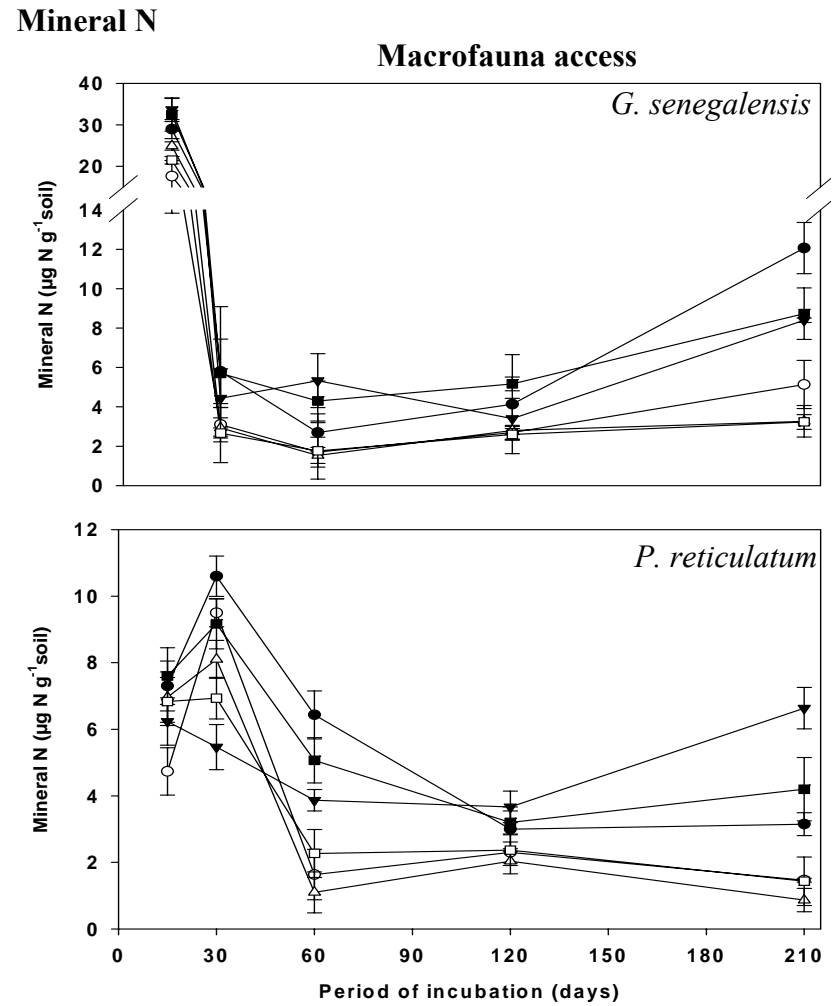 Mineral N
Macrofauna access
G. senegalensis
40
30
20
14
12
10
8
6
4
2
0
Mineral N (µg N g⁻¹soil)
P. reticulatum
12
10
8
6
4
2
0
Mineral N (µg N g⁻¹soil)
0 30 60 90 120 150 180 210
Period of incubation (days)